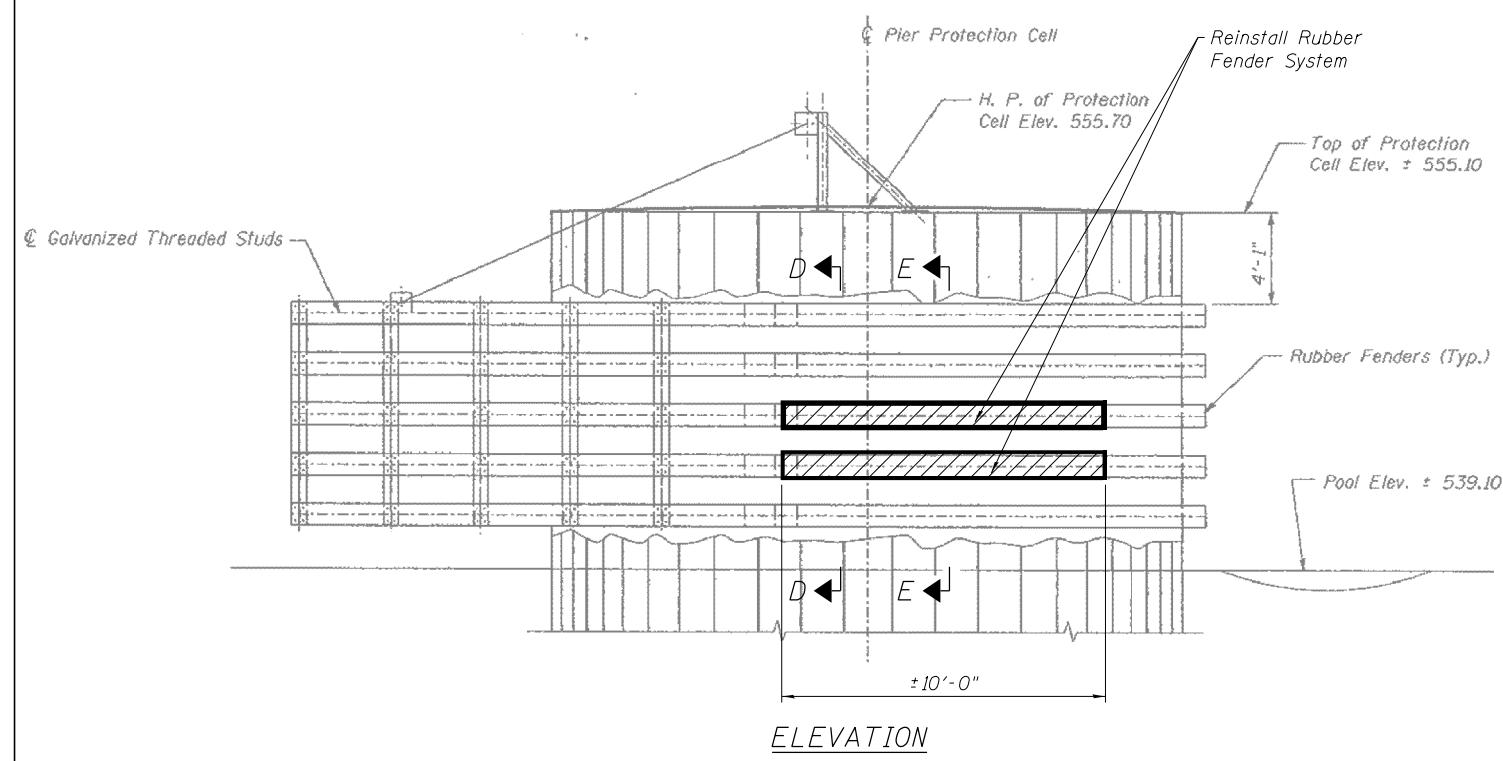 ℄ Pier Protection Cell
Reinstall Rubber
Fender System
H. P. of Protection
Cell Elev. 555.70
Top of Protection
Cell Elev. ± 555.10
℄ Galvanized Threaded Studs
4'-1"
D
E
Rubber Fenders (Typ.)
Pool Elev. ± 539.10
D
E
±10'-0"
ELEVATION